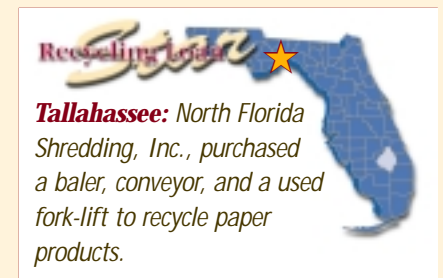 Recycling Loan
Star
Tallahassee: North Florida
Shredding, Inc., purchased
a baler, conveyor, and a used
fork-lift to recycle paper
products.